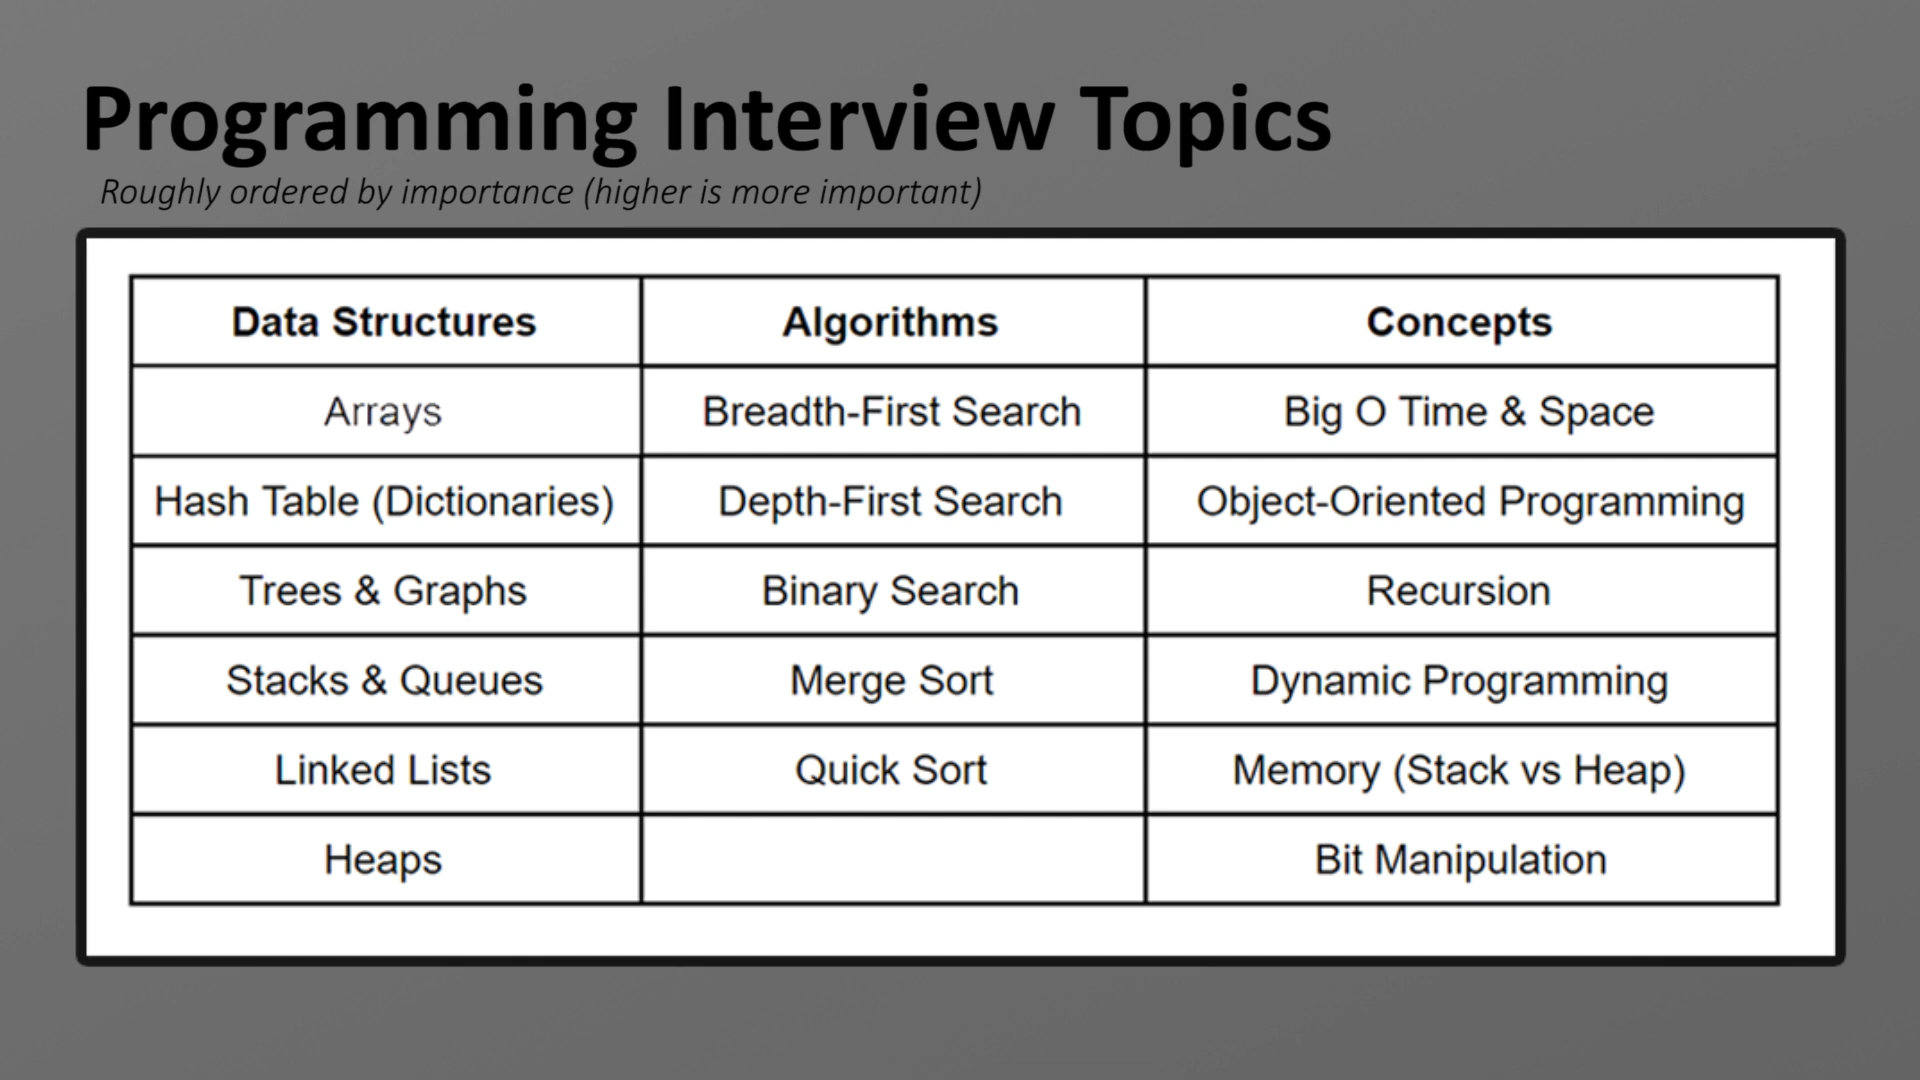 Programming Interview Topics
Roughly ordered by importance (higher is more important)
Data Structures Algorithms Concepts
Arrays Breadth-First Search Big O Time & Space
Hash Table (Dictionaries) Depth-First Search Object-Oriented Programming
Trees & Graphs Binary Search Recursion
Stacks & Queues Merge Sort Dynamic Programming
Linked Lists Quick Sort Memory (Stack vs Heap)
Heaps Bit Manipulation